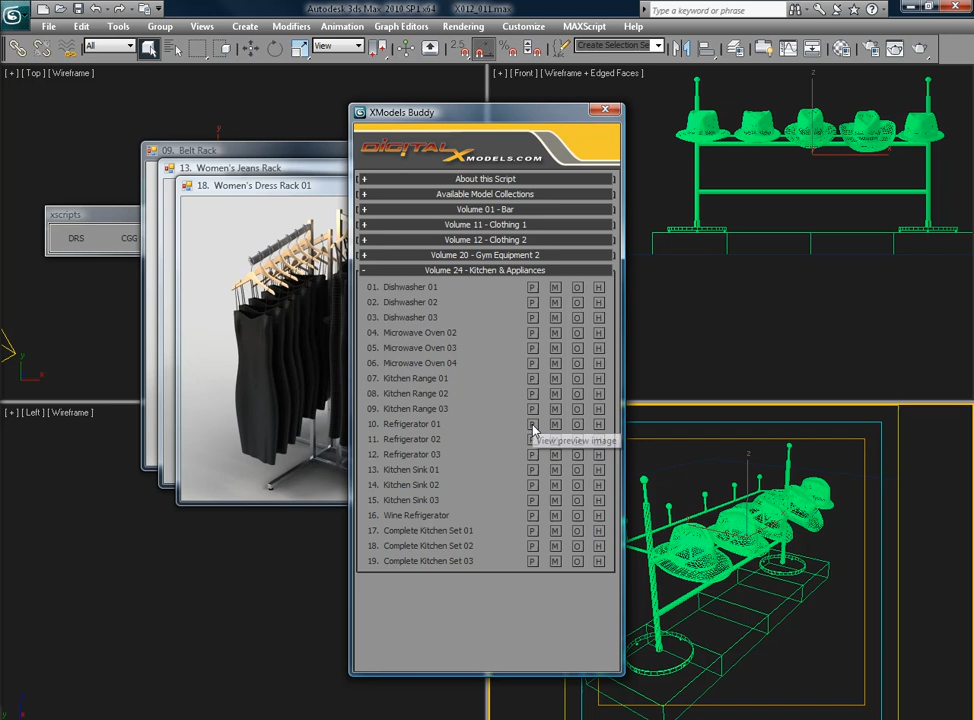 Autodesk 3ds Max 2010 SP1 x64 X012_011.max
Type a keyword or phrase
File Edit Tools Group Views Create Modifiers Animation Graph Editors Rendering Customize MAXScript Help
All View 2.5 Create Selection Se
[ + ] [ Top ] [ Wireframe ]
[ + ] [ Front ] [ Wireframe + Edged Faces ]
[ + ] [ Left ] [ Wireframe ]
09. Belt Rack
13. Women's Jeans Rack
18. Women's Dress Rack 01
xscripts
DRS CGG
XModels Buddy
DIGITALXMODELS.COM
+ About this Script
+ Available Model Collections
+ Volume 01 - Bar
+ Volume 11 - Clothing 1
+ Volume 12 - Clothing 2
+ Volume 20 - Gym Equipment 2
- Volume 24 - Kitchen & Appliances
01. Dishwasher 01 P M O H
02. Dishwasher 02 P M O H
03. Dishwasher 03 P M O H
04. Microwave Oven 02 P M O H
05. Microwave Oven 03 P M O H
06. Microwave Oven 04 P M O H
07. Kitchen Range 01 P M O H
08. Kitchen Range 02 P M O H
09. Kitchen Range 03 P M O H
10. Refrigerator 01 P M O H
11. Refrigerator 02
View preview image
12. Refrigerator 03 P M O H
13. Kitchen Sink 01 P M O H
14. Kitchen Sink 02 P M O H
15. Kitchen Sink 03 P M O H
16. Wine Refrigerator P M O H
17. Complete Kitchen Set 01 P M O H
18. Complete Kitchen Set 02 P M O H
19. Complete Kitchen Set 03 P M O H
z
x
y
x
z
y
x
z
y